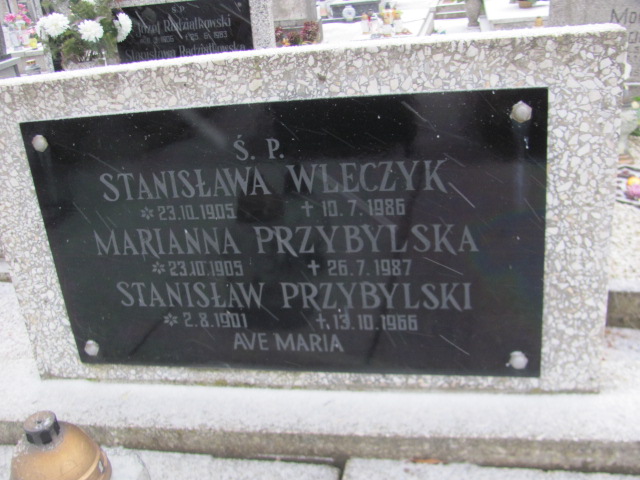 Ś. P.
STANISŁAWA WLECZYK
* 23.10.1905 + 10.7.1986
MARIANNA PRZYBYLSKA
* 23.10.1905 + 26.7.1987
STANISŁAW PRZYBYLSKI
* 2.8.1901 + 13.10.1966
AVE MARIA